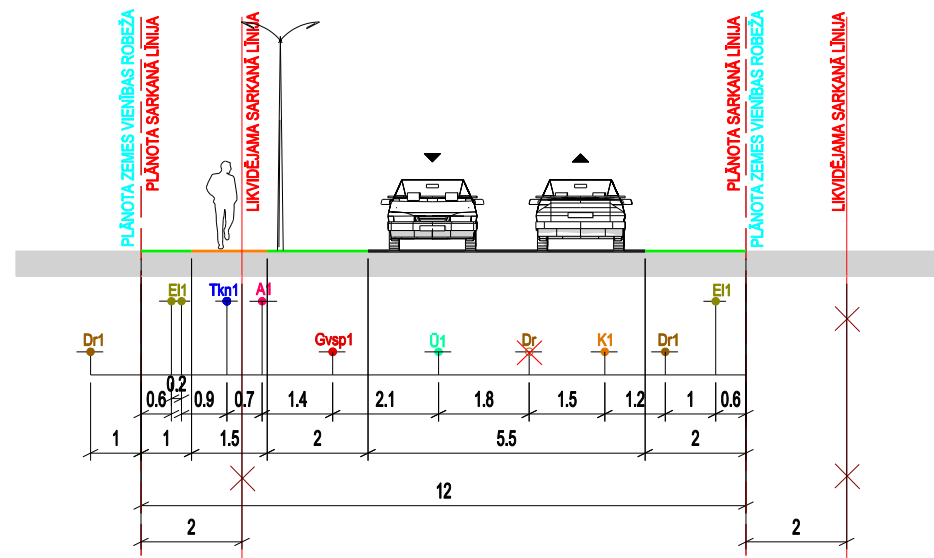 PLĀNOTA ZEMES VIENĪBAS ROBEŽA
PLĀNOTA SARKANĀ LĪNIJA
LIKVIDĒJAMA SARKANĀ LĪNIJA
PLĀNOTA SARKANĀ LĪNIJA
PLĀNOTA ZEMES VIENĪBAS ROBEŽA
LIKVIDĒJAMA SARKANĀ LĪNIJA
El1 Tkn1 A1 El1
Dr1 Gvsp1 Ū1 Dr K1 Dr1
0.2
0.6 0.9 0.7 1.4 2.1 1.8 1.5 1.2 1 0.6
1 1 1.5 2 5.5 2
12
2 2